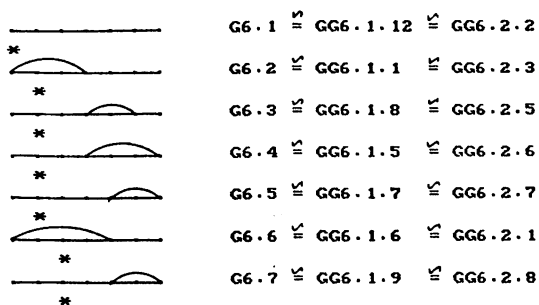 G6.1 ≅ GG6.1.12 ≅ GG6.2.2
*
G6.2 ≅ GG6.1.1 ≅ GG6.2.3
*
G6.3 ≅ GG6.1.8 ≅ GG6.2.5
*
G6.4 ≅ GG6.1.5 ≅ GG6.2.6
*
G6.5 ≅ GG6.1.7 ≅ GG6.2.7
*
G6.6 ≅ GG6.1.6 ≅ GG6.2.1
*
G6.7 ≅ GG6.1.9 ≅ GG6.2.8
*